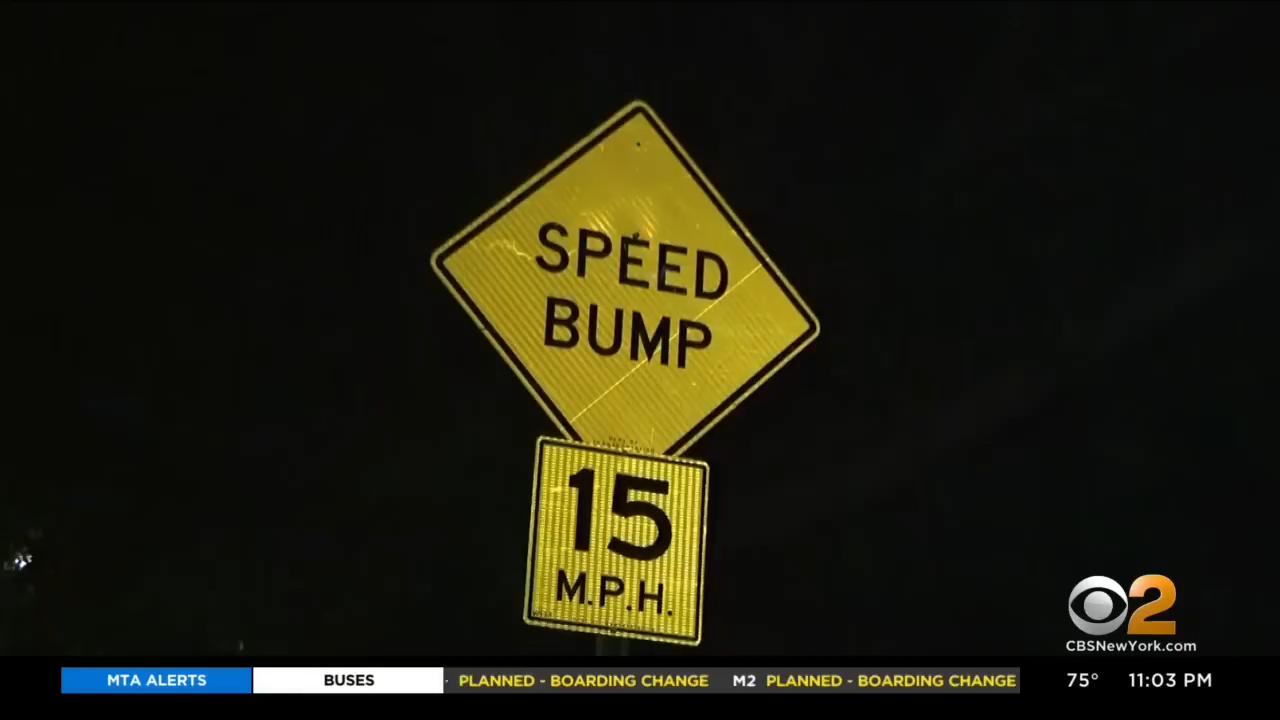 SPEED
BUMP
15
M.P.H.
2
CBSNewYork.com
MTA ALERTS
BUSES
- PLANNED - BOARDING CHANGE M2 PLANNED - BOARDING CHANGE
75° 11:03 PM